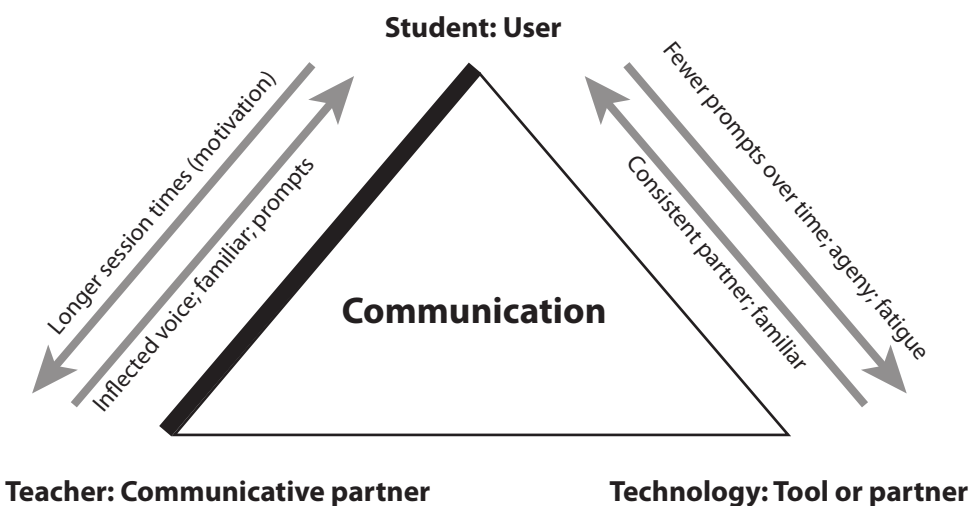 Student: User
Longer session times (motivation)
Inflected voice; familiar; prompts
Fewer prompts over time; ageny; fatigue
Consistent partner; familiar
Communication
Teacher: Communicative partner
Technology: Tool or partner